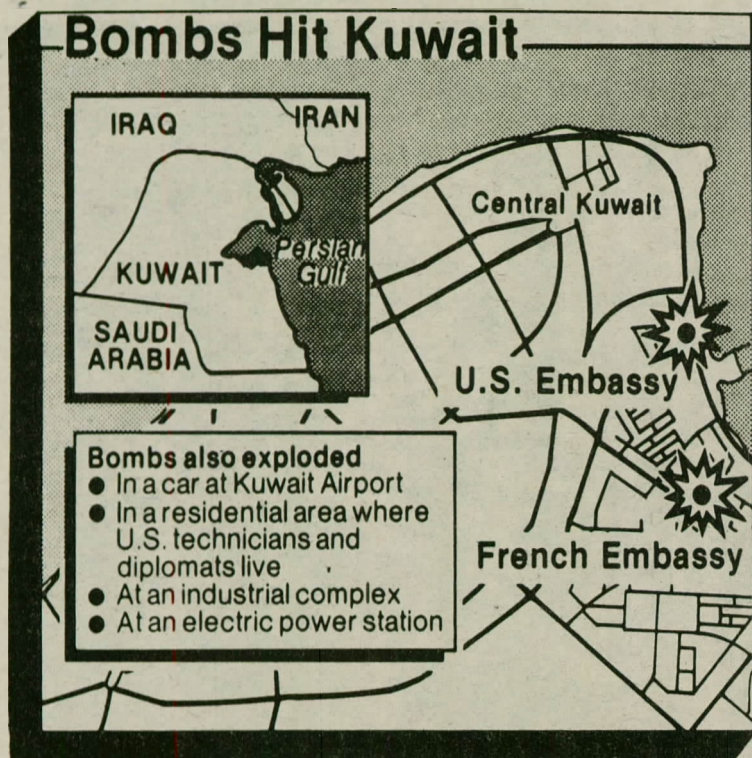 Bombs Hit Kuwait
IRAQ
IRAN
KUWAIT
Persian
Gulf
SAUDI
ARABIA
Central Kuwait
U.S. Embassy
French Embassy
Bombs also exploded
● In a car at Kuwait Airport
● In a residential area where
U.S. technicians and
diplomats live
● At an industrial complex
● At an electric power station